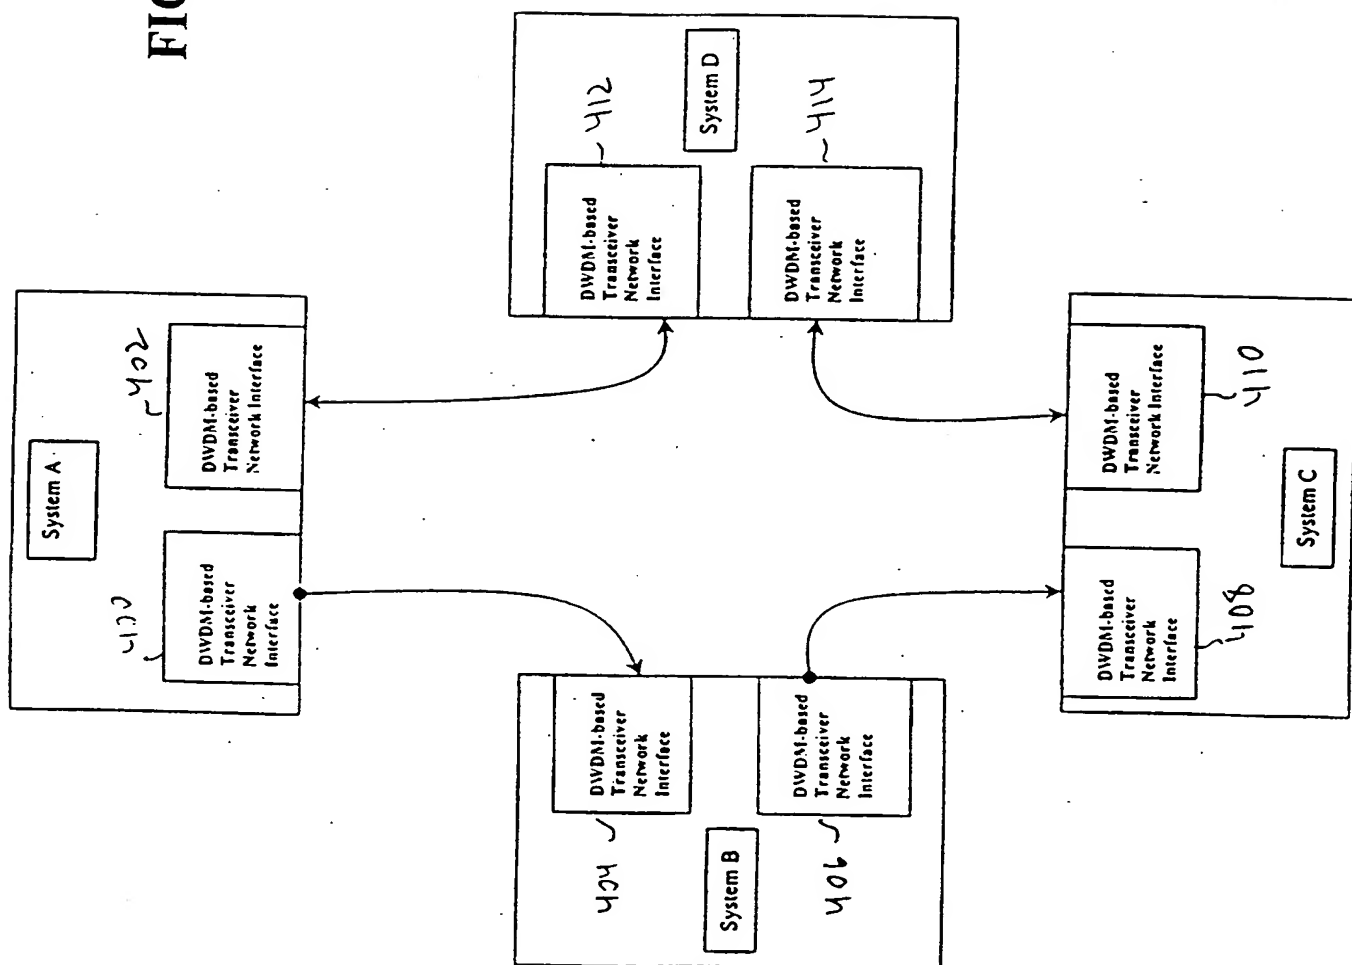 FIG
System A
400
DWDM-based
Transceiver
Network
Interface
402
DWDM-based
Transceiver
Network Interface
System B
404
DWDM-based
Transceiver
Network
Interface
406
DWDM-based
Transceiver
Network
Interface
System D
412
DWDM-based
Transceiver
Network
Interface
414
DWDM-based
Transceiver
Network
Interface
System C
408
DWDM-based
Transceiver
Network
Interface
410
DWDM-based
Transceiver
Network Interface